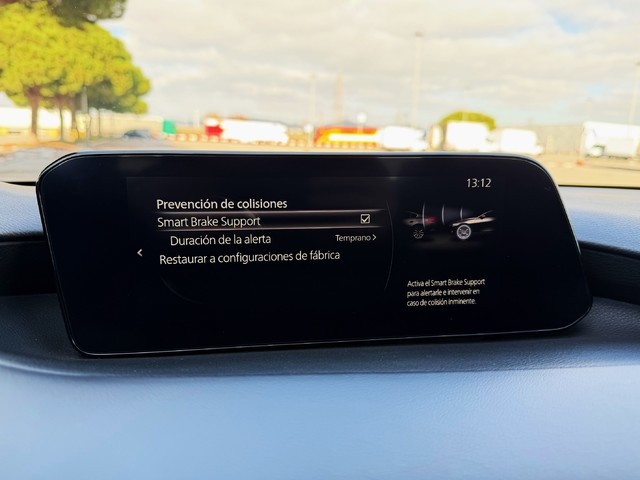 13:12
Prevención de colisiones
Smart Brake Support
Duración de la alerta Temprano
Restaurar a configuraciones de fábrica
Activa el Smart Brake Support
para alertarle e intervenir en
caso de colisión inminente.